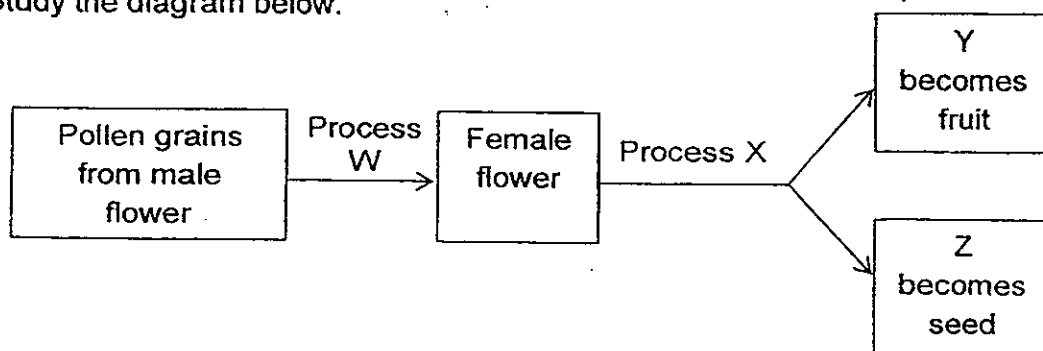 Study the diagram below.
Pollen grains
from male
flower
Process
W
Female
flower
Process X
Y
becomes
fruit
Z
becomes
seed